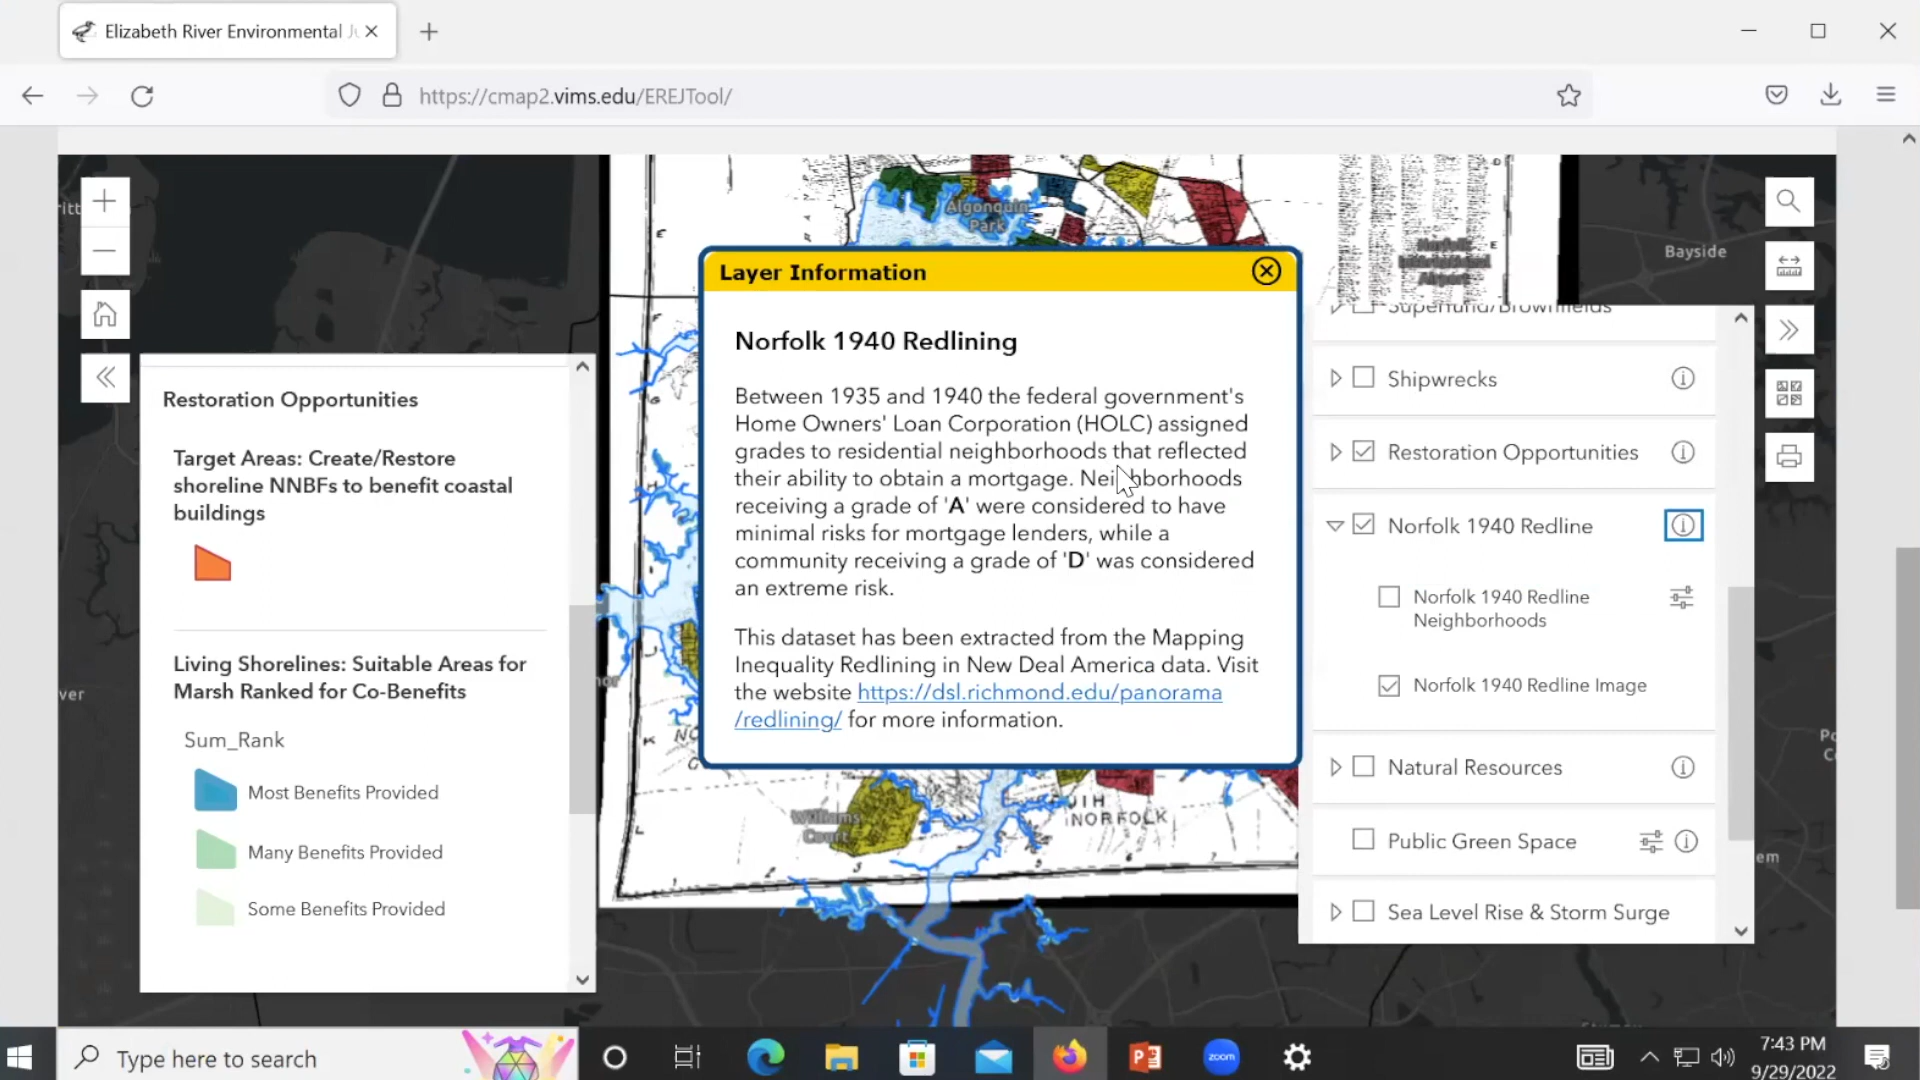 Elizabeth River Environmental Ju
https://cmap2.vims.edu/EREJTool/
Algonquin
Park
Bayside
Layer Information
Norfolk 1940 Redlining
Between 1935 and 1940 the federal government's
Home Owners' Loan Corporation (HOLC) assigned
grades to residential neighborhoods that reflected
their ability to obtain a mortgage. Neighborhoods
receiving a grade of 'A' were considered to have
minimal risks for mortgage lenders, while a
community receiving a grade of 'D' was considered
an extreme risk.
This dataset has been extracted from the Mapping
Inequality Redlining in New Deal America data. Visit
the website https://dsl.richmond.edu/panorama
/redlining/ for more information.
Restoration Opportunities
Target Areas: Create/Restore
shoreline NNBFs to benefit coastal
buildings
Living Shorelines: Suitable Areas for
Marsh Ranked for Co-Benefits
Sum_Rank
Most Benefits Provided
Many Benefits Provided
Some Benefits Provided
Superfund/Brownfields
Shipwrecks
Restoration Opportunities
Norfolk 1940 Redline
Norfolk 1940 Redline
Neighborhoods
Norfolk 1940 Redline Image
Natural Resources
Public Green Space
Sea Level Rise & Storm Surge
Williams
Court
NORFOLK
Type here to search
zoom
7:43 PM
9/29/2022